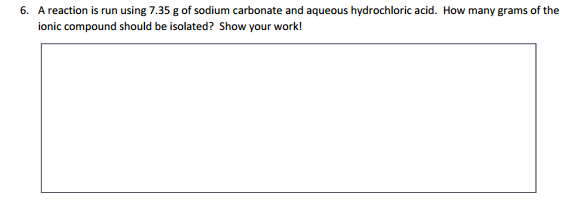 6. A reaction is run using 7.35 g of sodium carbonate and aqueous hydrochloric acid. How many grams of the
ionic compound should be isolated? Show your work!